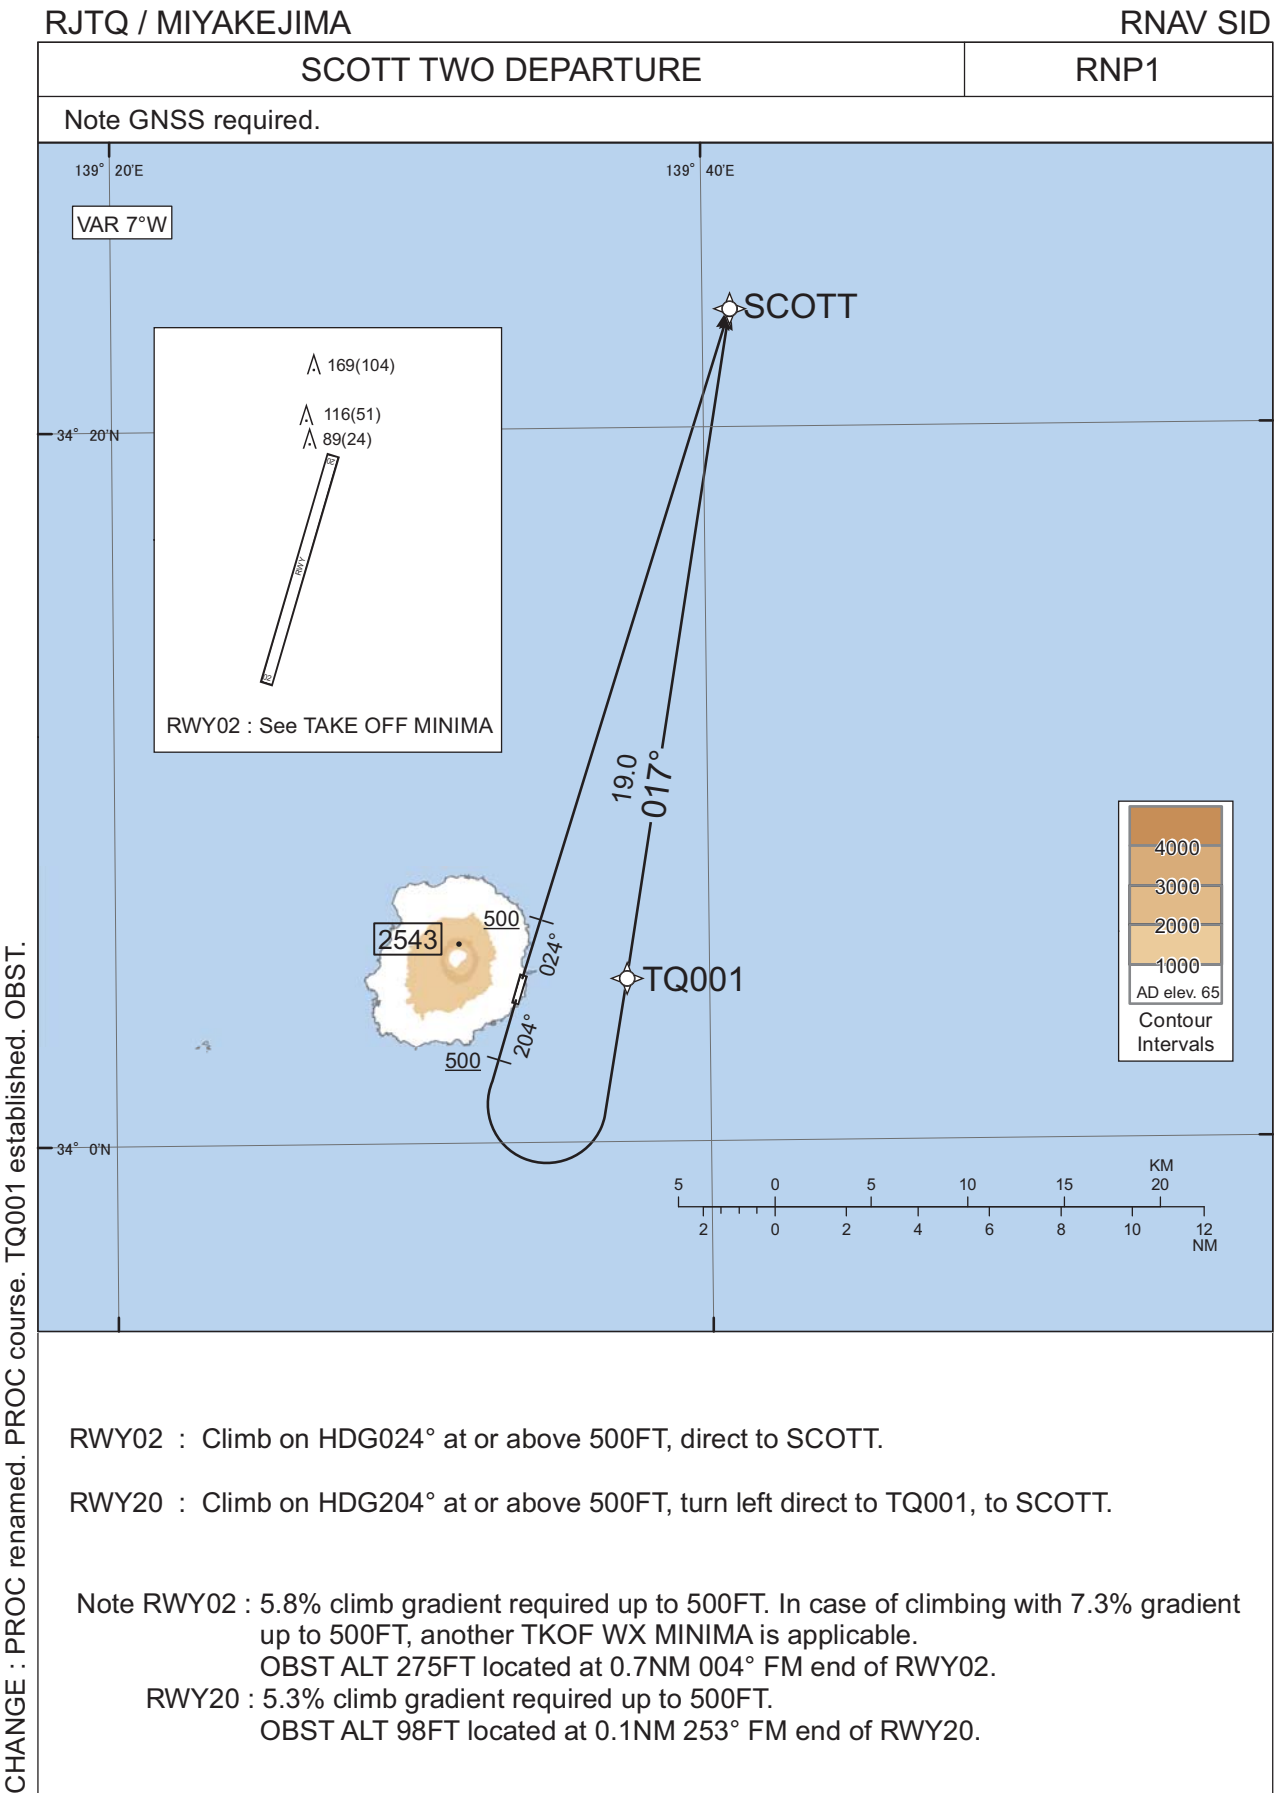 RJTQ / MIYAKEJIMA
RNAV SID
SCOTT TWO DEPARTURE
RNP1
Note GNSS required.
139° 20'E
139° 40'E
VAR 7°W
SCOTT
169(104)
116(51)
89(24)
34° 20'N
20
RWY
02
RWY02 : See TAKE OFF MINIMA
19.0
017°
4000
3000
2000
1000
AD elev. 65
Contour
Intervals
500
2543
024°
TQ001
204°
500
34° 0'N
KM
5 0 5 10 15 20
2 0 2 4 6 8 10 12
NM
RWY02 : Climb on HDG024° at or above 500FT, direct to SCOTT.
RWY20 : Climb on HDG204° at or above 500FT, turn left direct to TQ001, to SCOTT.
Note RWY02 : 5.8% climb gradient required up to 500FT. In case of climbing with 7.3% gradient
up to 500FT, another TKOF WX MINIMA is applicable.
OBST ALT 275FT located at 0.7NM 004° FM end of RWY02.
RWY20 : 5.3% climb gradient required up to 500FT.
OBST ALT 98FT located at 0.1NM 253° FM end of RWY20.
CHANGE : PROC renamed. PROC course. TQ001 established. OBST.